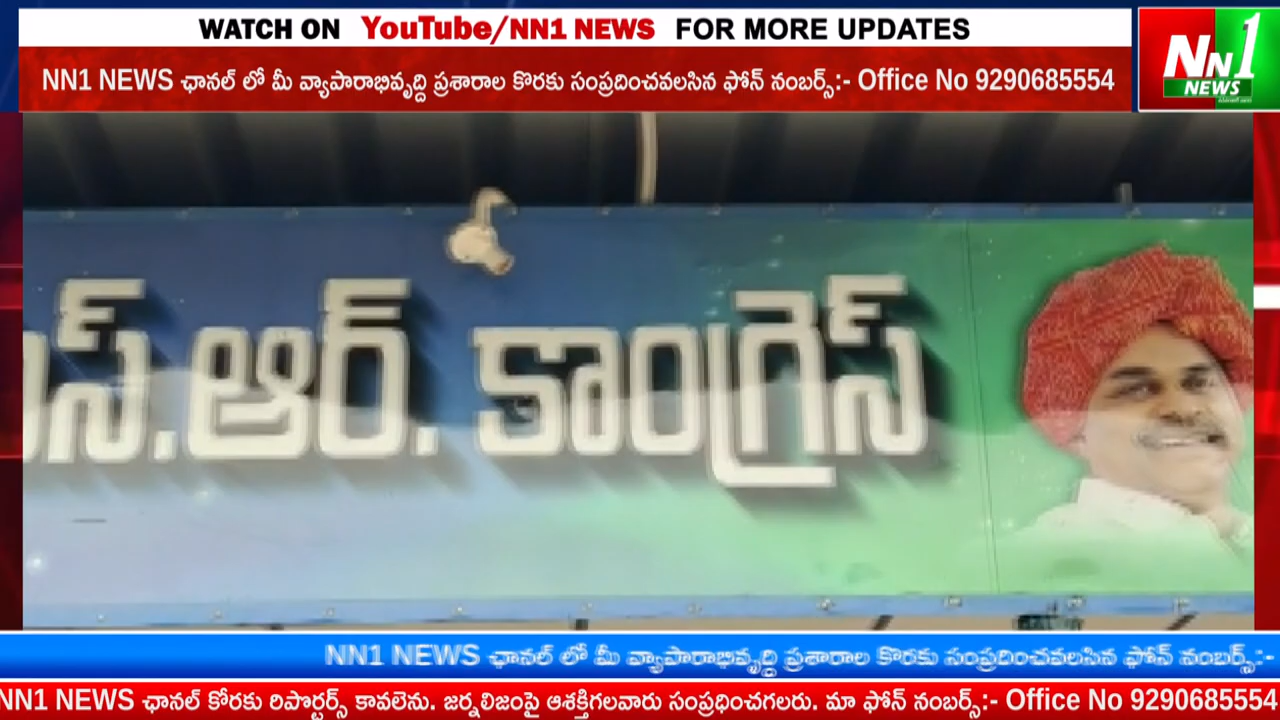 WATCH ON YouTube/NN1 NEWS FOR MORE UPDATES
NN1 NEWS ఛానల్ లో మీ వ్యాపారాభివృద్ది ప్రశారాల కొరకు సంప్రదించవలసిన ఫోన్ నంబర్స్:- Office No 9290685554
NN1
NEWS
స్.ఆర్. కాంగ్రెస్
NN1 NEWS ఛానల్ లో మీ వ్యాపారాభివృద్ది ప్రశారాల కొరకు సంప్రదించవలసిన ఫోన్ నంబర్స్:-
NN1 NEWS ఛానల్ కోరకు రిపొర్టర్స్ కావలెను. జర్నలిజంపై ఆశక్తిగలవారు సంప్రధించగలరు. మా ఫోన్ నంబర్స్:- Office No 9290685554